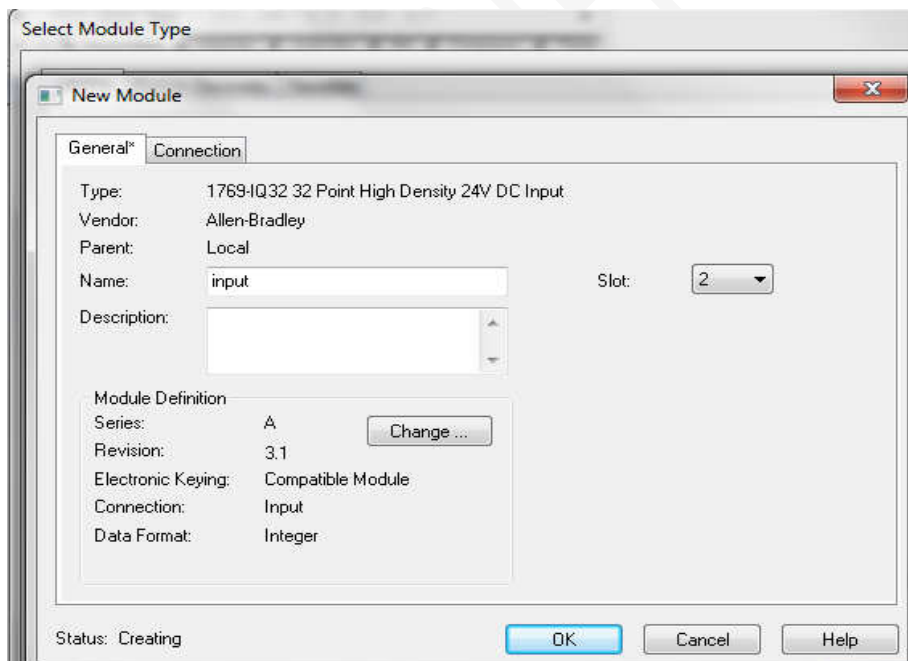 Select Module Type
New Module
General* Connection
Type: 1769-IQ32 32 Point High Density 24V DC Input
Vendor: Allen-Bradley
Parent: Local
Name: input Slot: 2
Description:
Module Definition
Series: A Change ...
Revision: 3.1
Electronic Keying: Compatible Module
Connection: Input
Data Format: Integer
Status: Creating OK Cancel Help